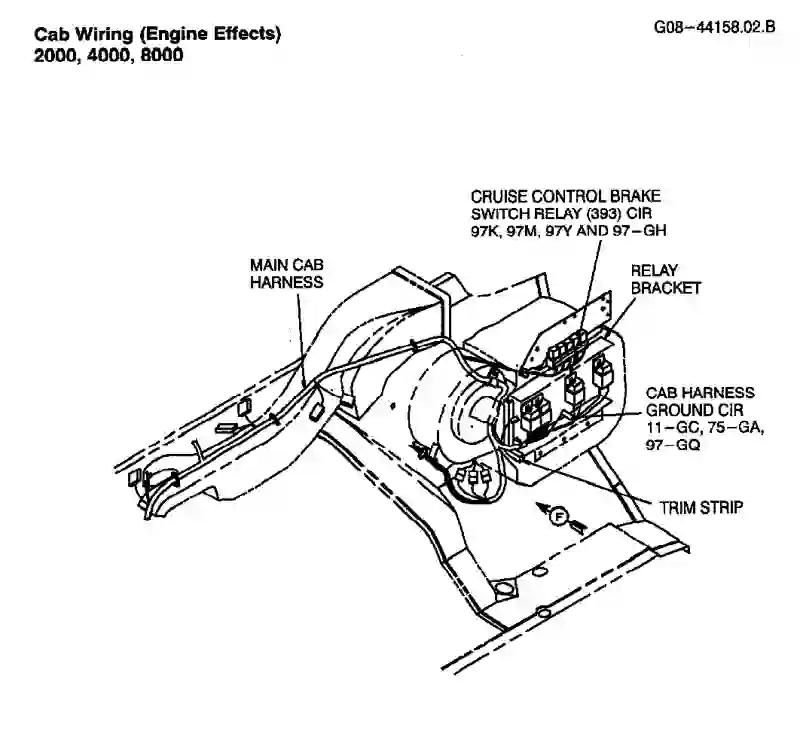 Cab Wiring (Engine Effects)
2000, 4000, 8000
G08-44158.02.B
CRUISE CONTROL BRAKE
SWITCH RELAY (393) CIR
97K, 97M, 97Y AND 97-GH
MAIN CAB
HARNESS
RELAY
BRACKET
CAB HARNESS
GROUND CIR
11-GC, 75-GA,
97-GQ
TRIM STRIP
F